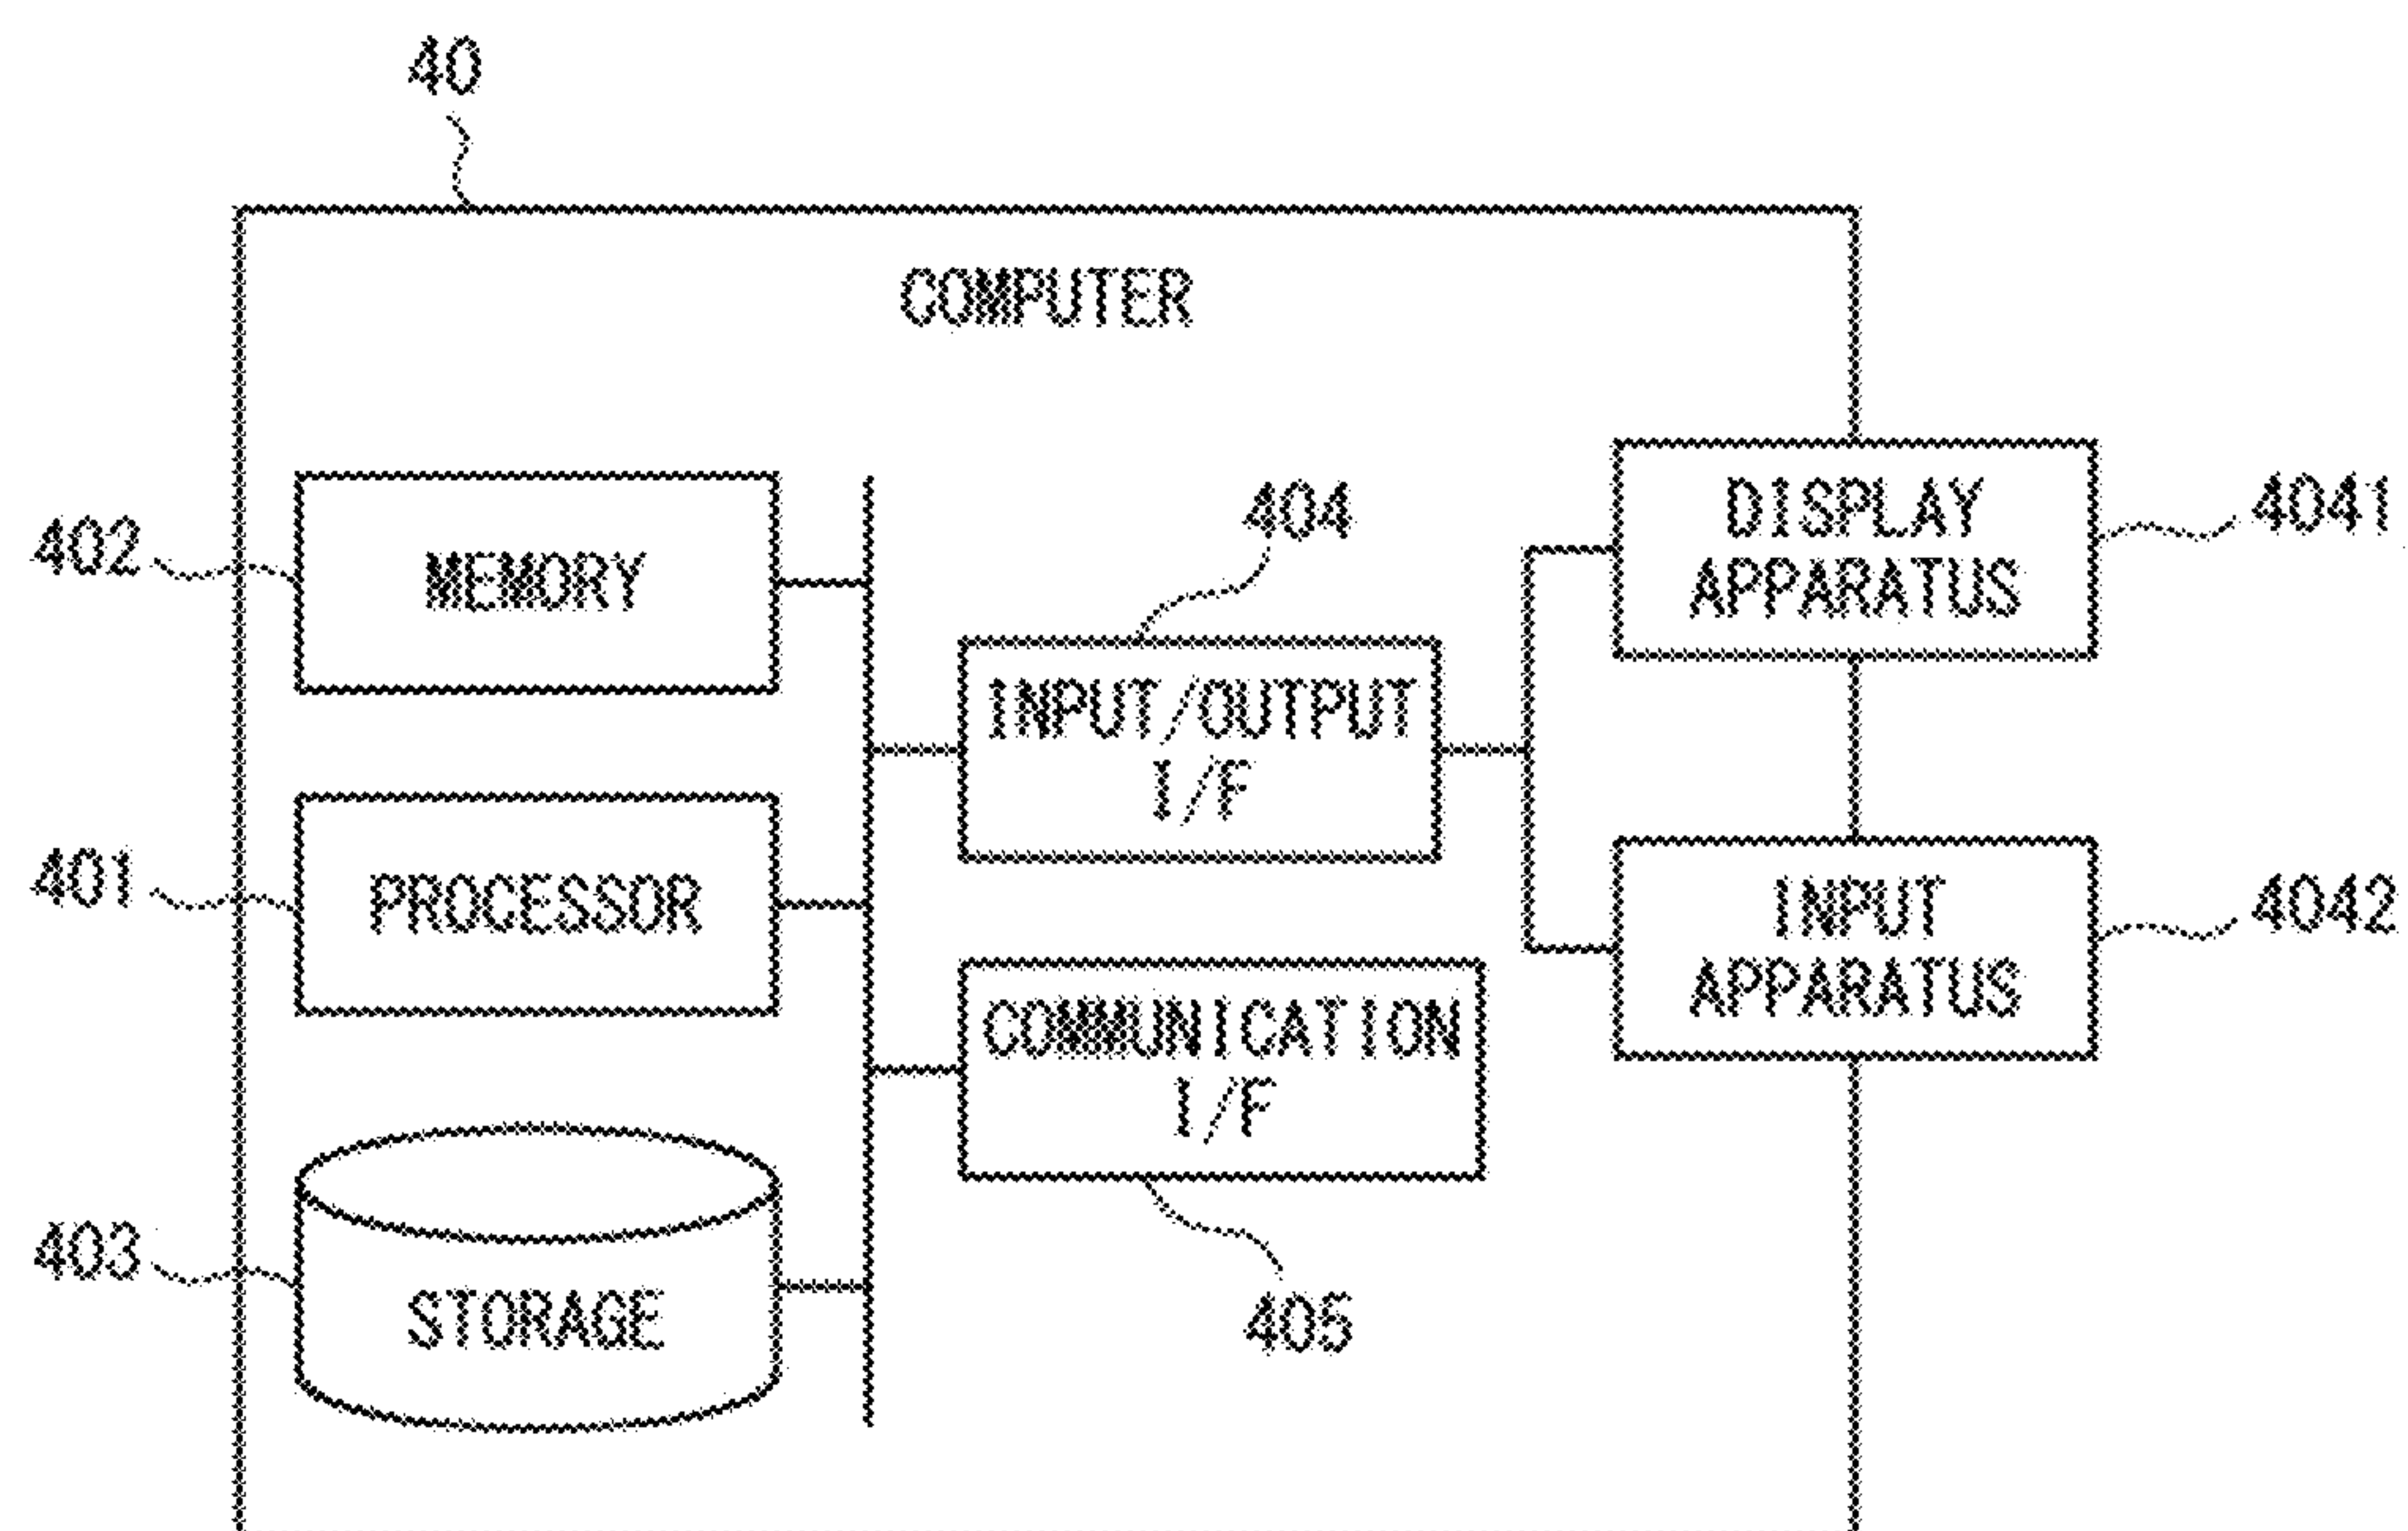 40
COMPUTER
402
MEMORY
404
INPUT/OUTPUT
I/F
DISPLAY
APPARATUS
4041
401
PROCESSOR
COMMUNICATION
I/F
405
INPUT
APPARATUS
4042
403
STORAGE